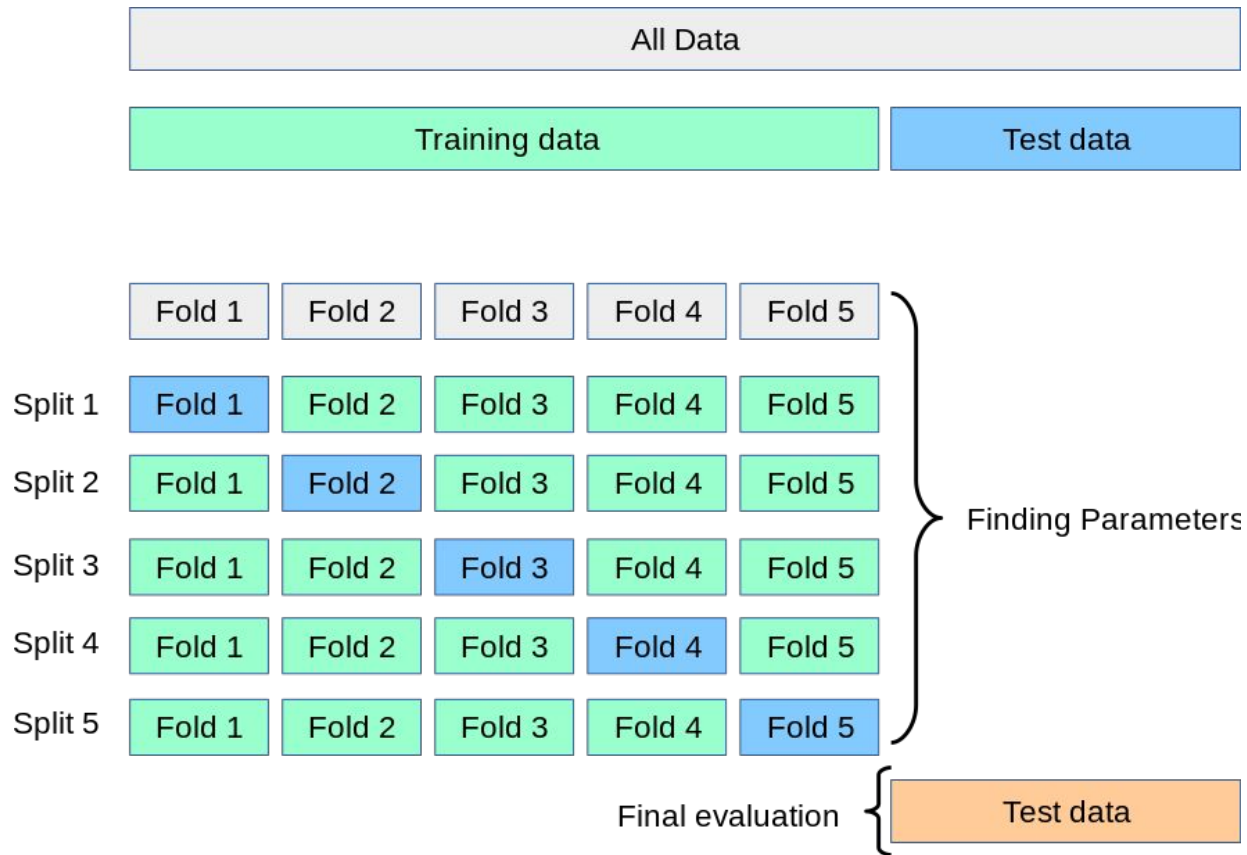 All Data
Training data Test data
Fold 1 Fold 2 Fold 3 Fold 4 Fold 5
Split 1 Fold 1 Fold 2 Fold 3 Fold 4 Fold 5
Split 2 Fold 1 Fold 2 Fold 3 Fold 4 Fold 5
Finding Parameters
Split 3 Fold 1 Fold 2 Fold 3 Fold 4 Fold 5
Split 4 Fold 1 Fold 2 Fold 3 Fold 4 Fold 5
Split 5 Fold 1 Fold 2 Fold 3 Fold 4 Fold 5
Final evaluation Test data